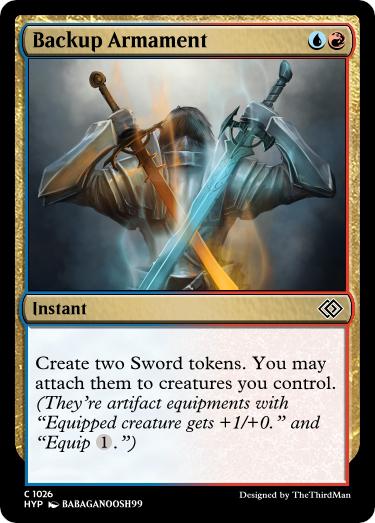 Backup Armament
Instant
Create two Sword tokens. You may
attach them to creatures you control.
(They're artifact equipments with
“Equipped creature gets +1/+0.” and
“Equip 1.”)
C 1026
HYP BABAGANOOSH99
Designed by TheThirdMan